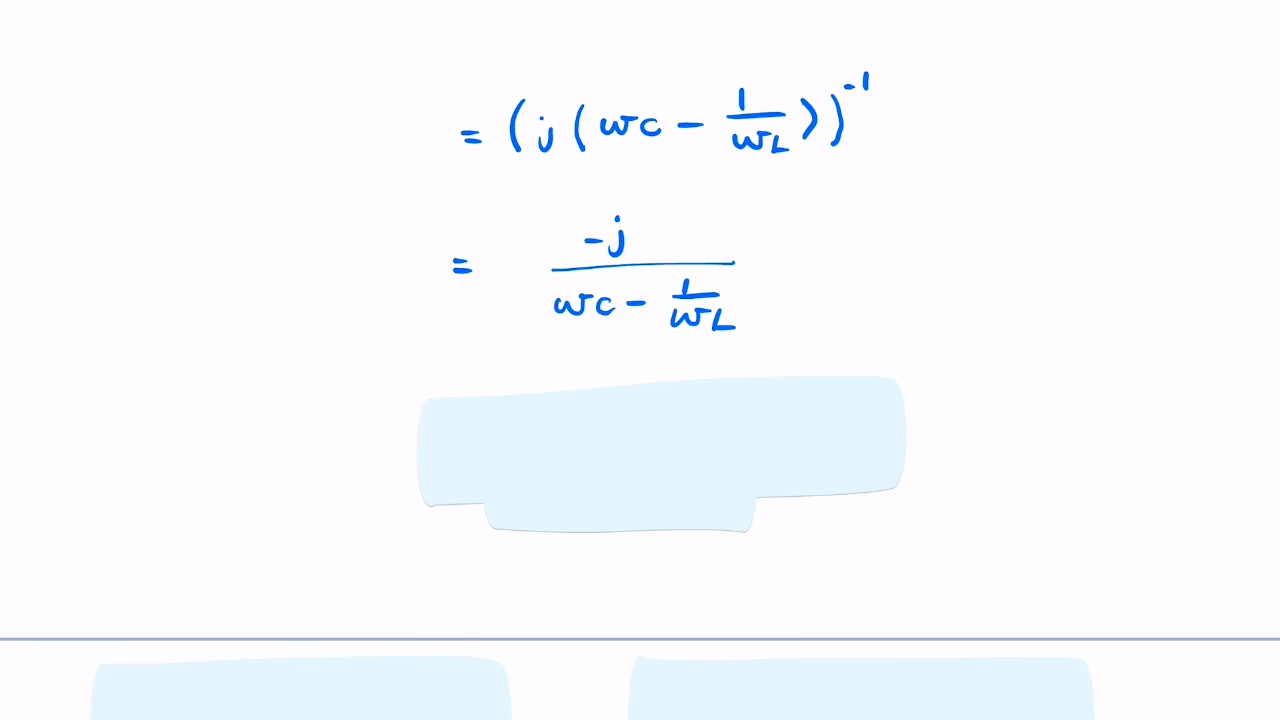 = (j(ωC - 1/ωL))⁻¹
= -j / (ωC - 1/ωL)